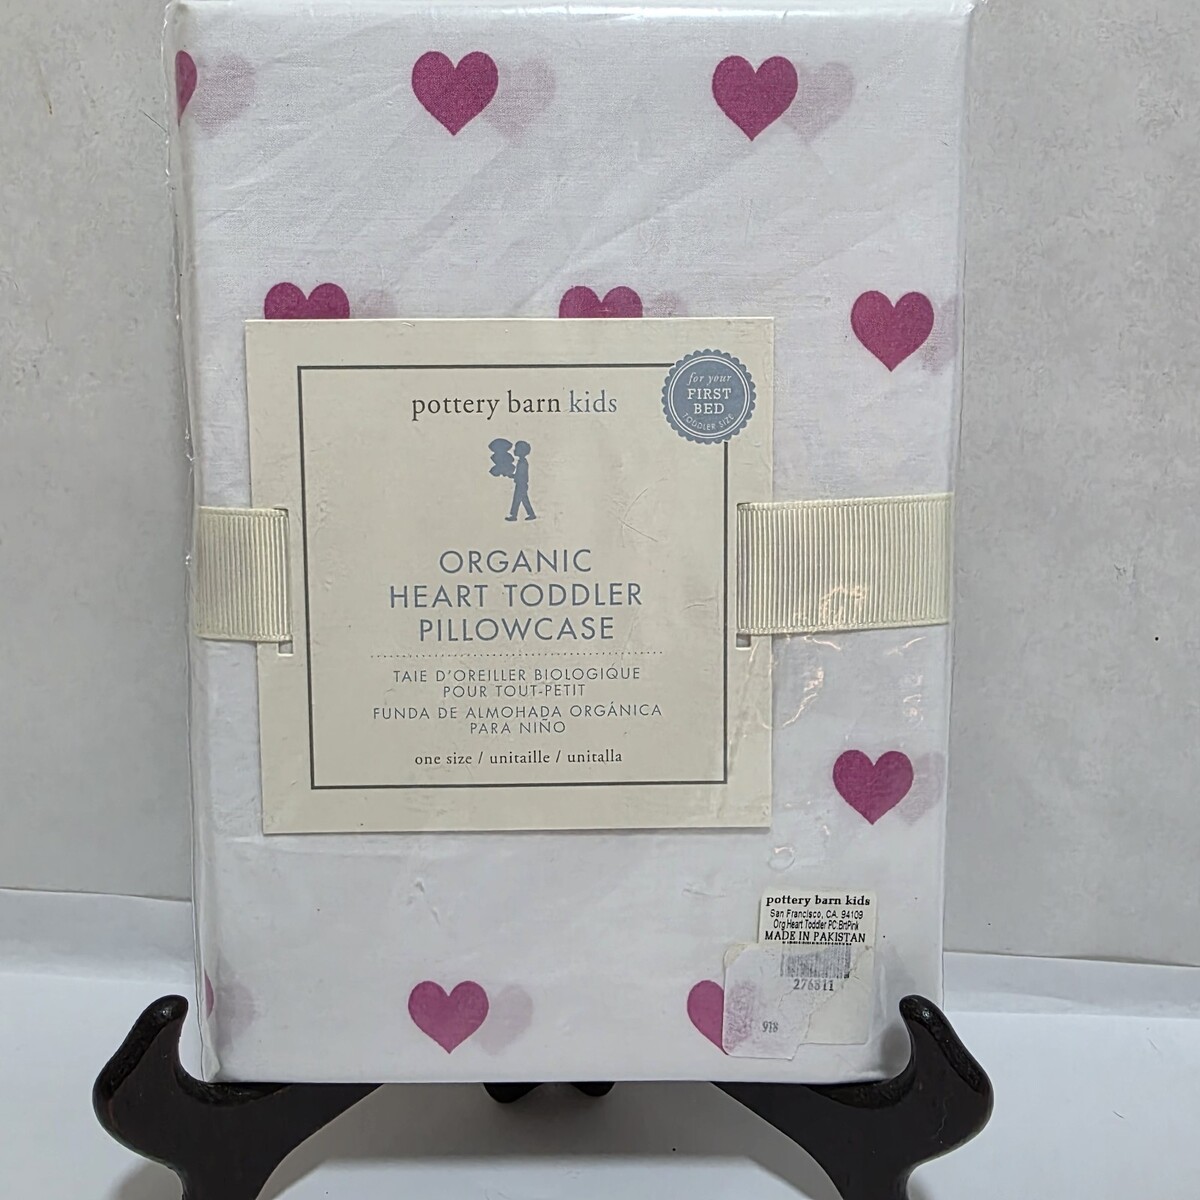 pottery barn kids
for your
FIRST
BED
TODDLER SIZE
ORGANIC
HEART TODDLER
PILLOWCASE
TAIE D'OREILLER BIOLOGIQUE
POUR TOUT-PETIT
FUNDA DE ALMOHADA ORGÁNICA
PARA NIÑO
one size / unitaille / unitalla
pottery barn kids
San Francisco, CA. 94109
Org Heart Toddler PC:BrtPink
MADE IN PAKISTAN
276811
918